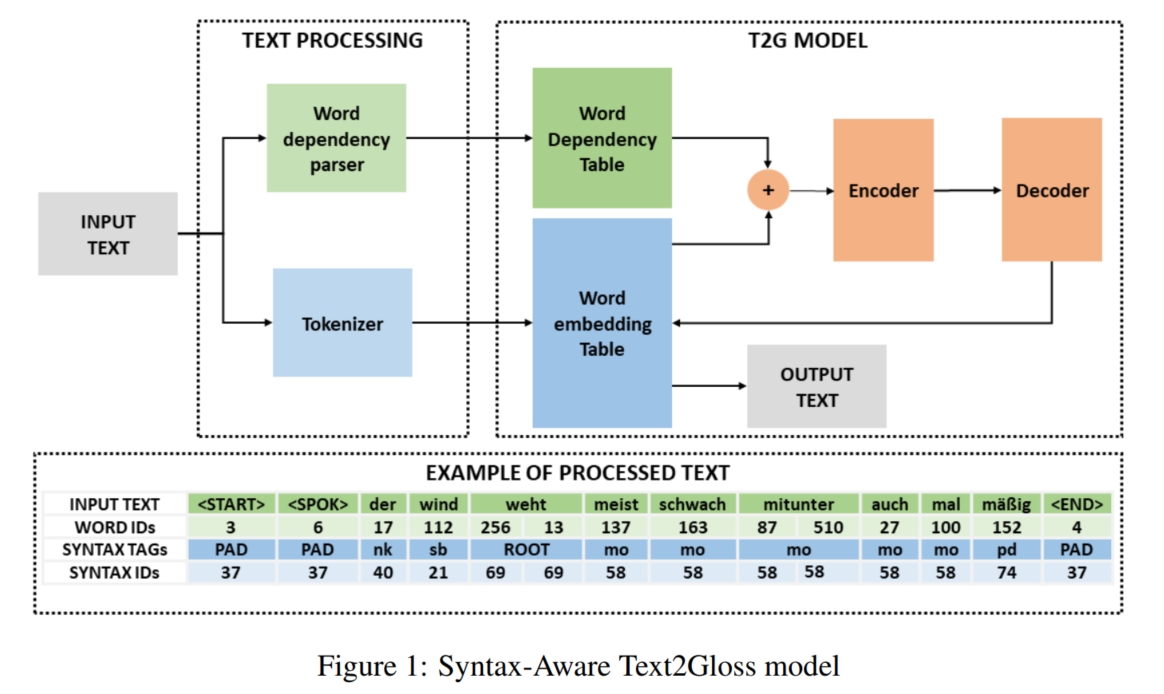 TEXT PROCESSING
T2G MODEL
Word
dependency
parser
Word
Dependency
Table
+
Encoder
Decoder
INPUT
TEXT
Tokenizer
Word
embedding
Table
OUTPUT
TEXT
EXAMPLE OF PROCESSED TEXT
INPUT TEXT <START> <SPOK> der wind weht meist schwach mitunter auch mal mäßig <END>
WORD IDs 3 6 17 112 256 13 137 163 87 510 27 100 152 4
SYNTAX TAGS PAD PAD nk sb ROOT mo mo mo mo mo pd PAD
SYNTAX IDs 37 37 40 21 69 69 58 58 58 58 58 58 74 37
Figure 1: Syntax-Aware Text2Gloss model